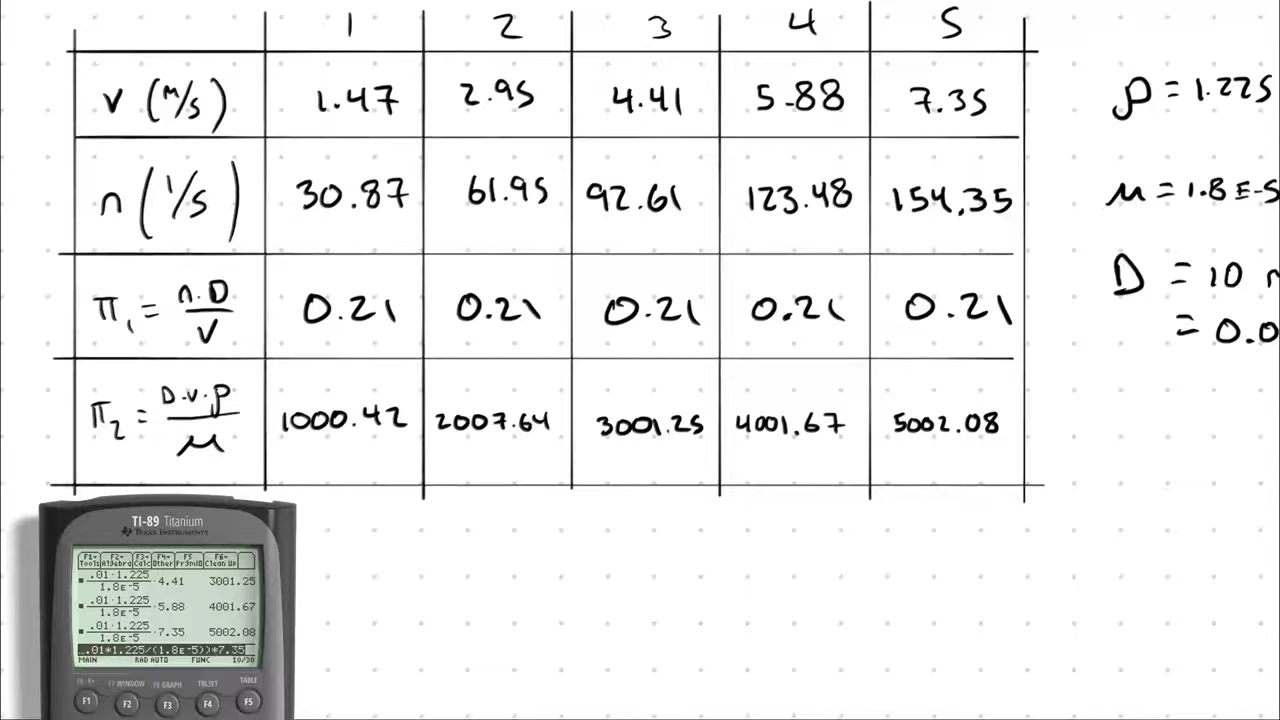 1 2 3 4 5
v (m/s) 1.47 2.95 4.41 5.88 7.35
n (1/s) 30.87 61.95 92.61 123.48 154.35
π₁ = n.D/v 0.21 0.21 0.21 0.21 0.21
π₂ = D.v.ρ/μ 1000.42 2007.64 3001.25 4001.67 5002.08
ρ = 1.225
μ = 1.8 E-5
D = 10
= 0.0
TI-89 Titanium
TEXAS INSTRUMENTS
F1 F2 F3 F4 F5 F6
Tools Algebra Calc Other PrgmIO Clean Up
.01·1.225/1.8E-5·4.41 3001.25
.01·1.225/1.8E-5·5.88 4001.67
.01·1.225/1.8E-5·7.35 5002.08
….01*1.225/(1.8E-5))*7.35
MAIN RAD AUTO FUNC 10/30
F6 Y= F7 WINDOW F8 GRAPH TBLSET TABLE
F1 F2 F3 F4 F5